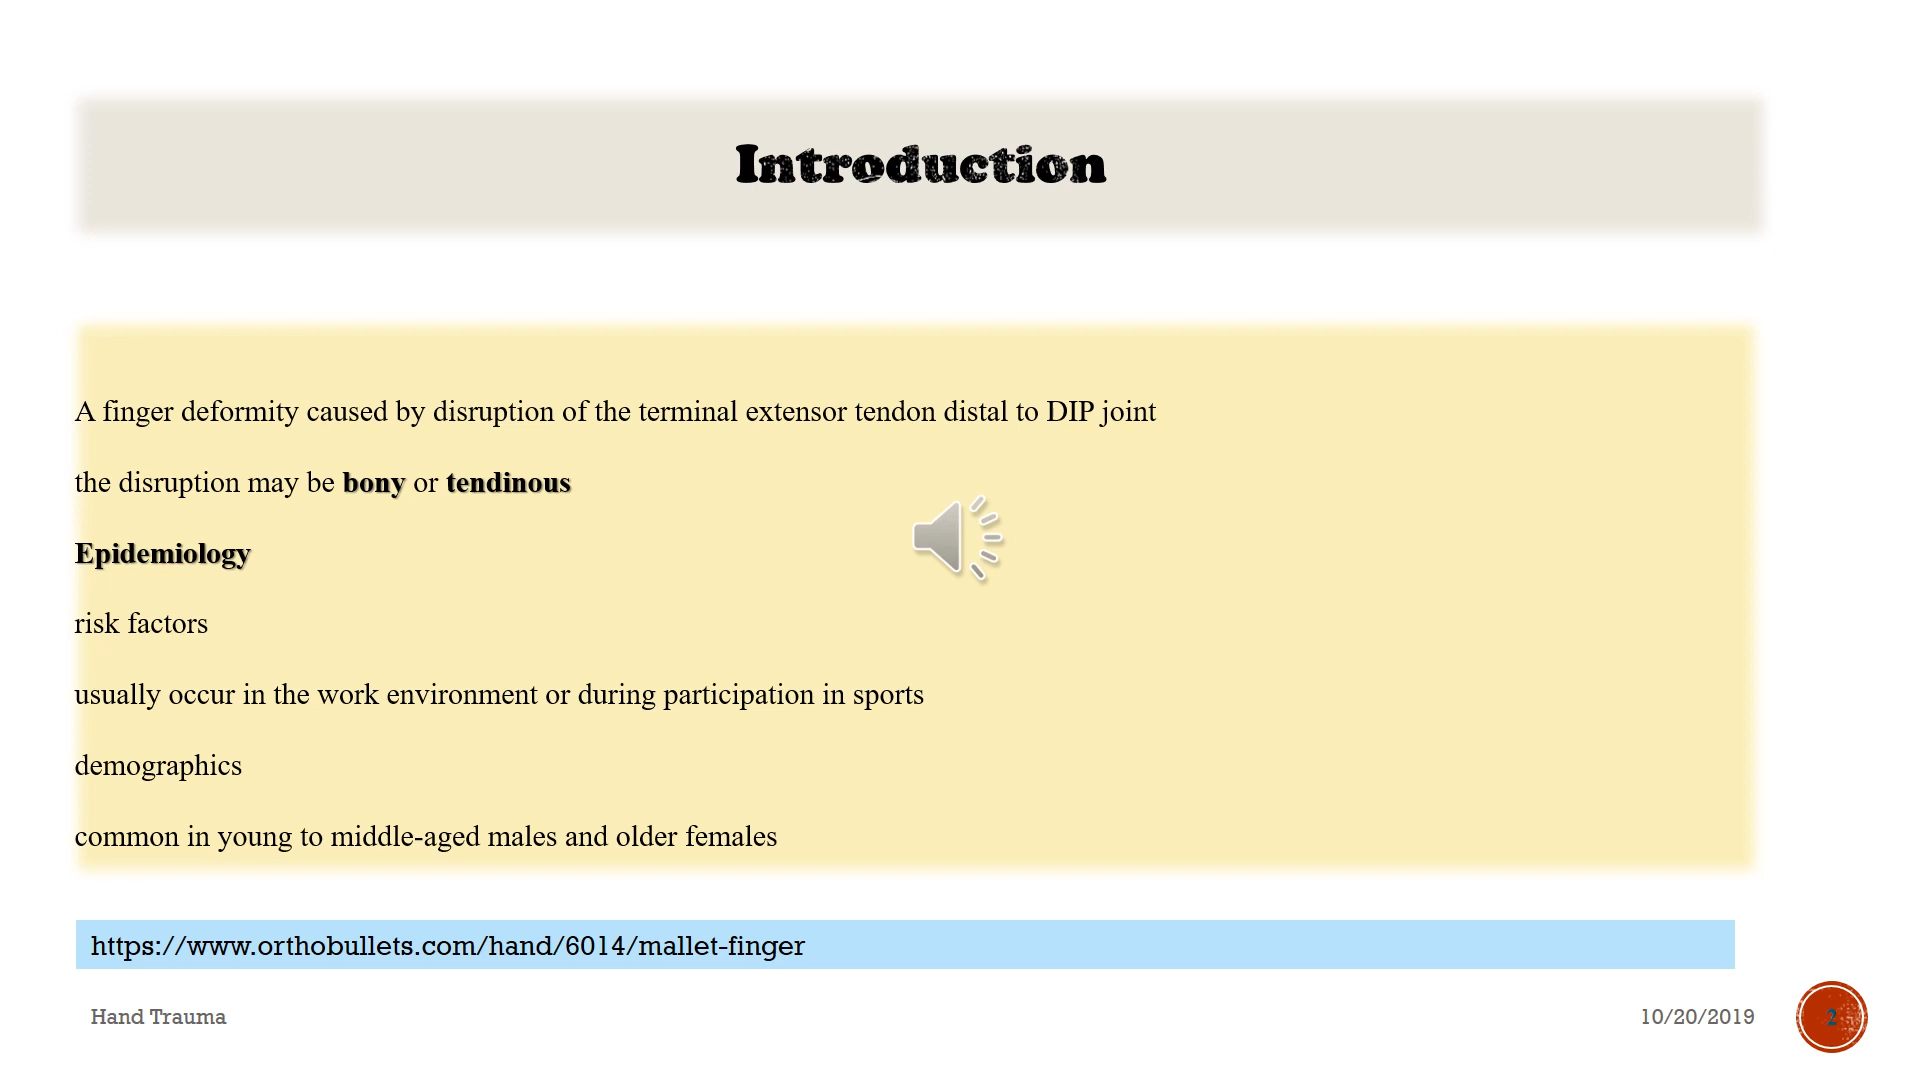 Introduction
A finger deformity caused by disruption of the terminal extensor tendon distal to DIP joint
the disruption may be bony or tendinous
Epidemiology
risk factors
usually occur in the work environment or during participation in sports
demographics
common in young to middle-aged males and older females
https://www.orthobullets.com/hand/6014/mallet-finger
Hand Trauma
10/20/2019
2